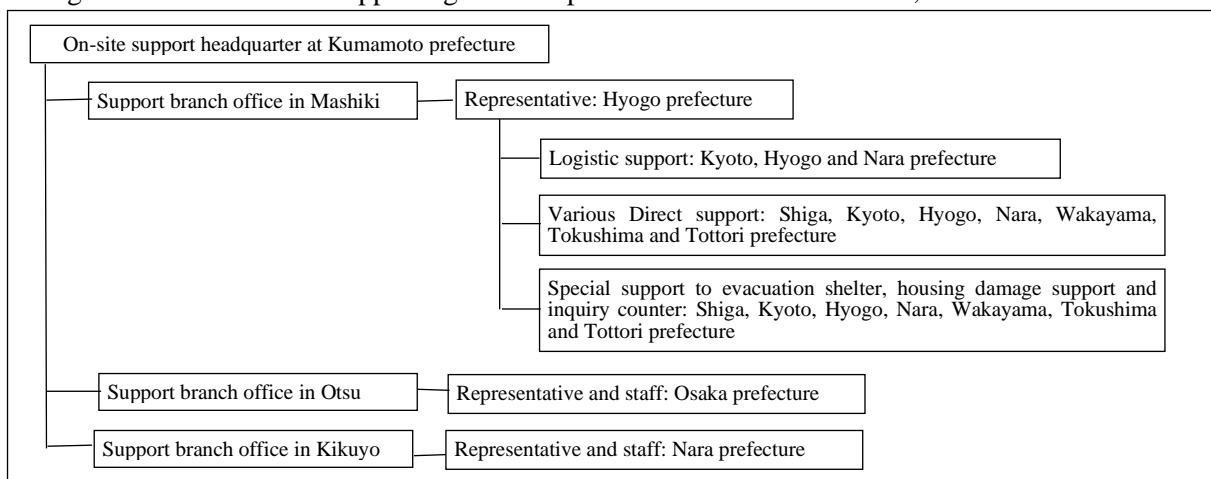 On-site support headquarter at Kumamoto prefecture
Support branch office in Mashiki
Representative: Hyogo prefecture
Logistic support: Kyoto, Hyogo and Nara prefecture
Various Direct support: Shiga, Kyoto, Hyogo, Nara, Wakayama,
Tokushima and Tottori prefecture
Special support to evacuation shelter, housing damage support and
inquiry counter: Shiga, Kyoto, Hyogo, Nara, Wakayama, Tokushima
and Tottori prefecture
Support branch office in Otsu
Representative and staff: Osaka prefecture
Support branch office in Kikuyo
Representative and staff: Nara prefecture